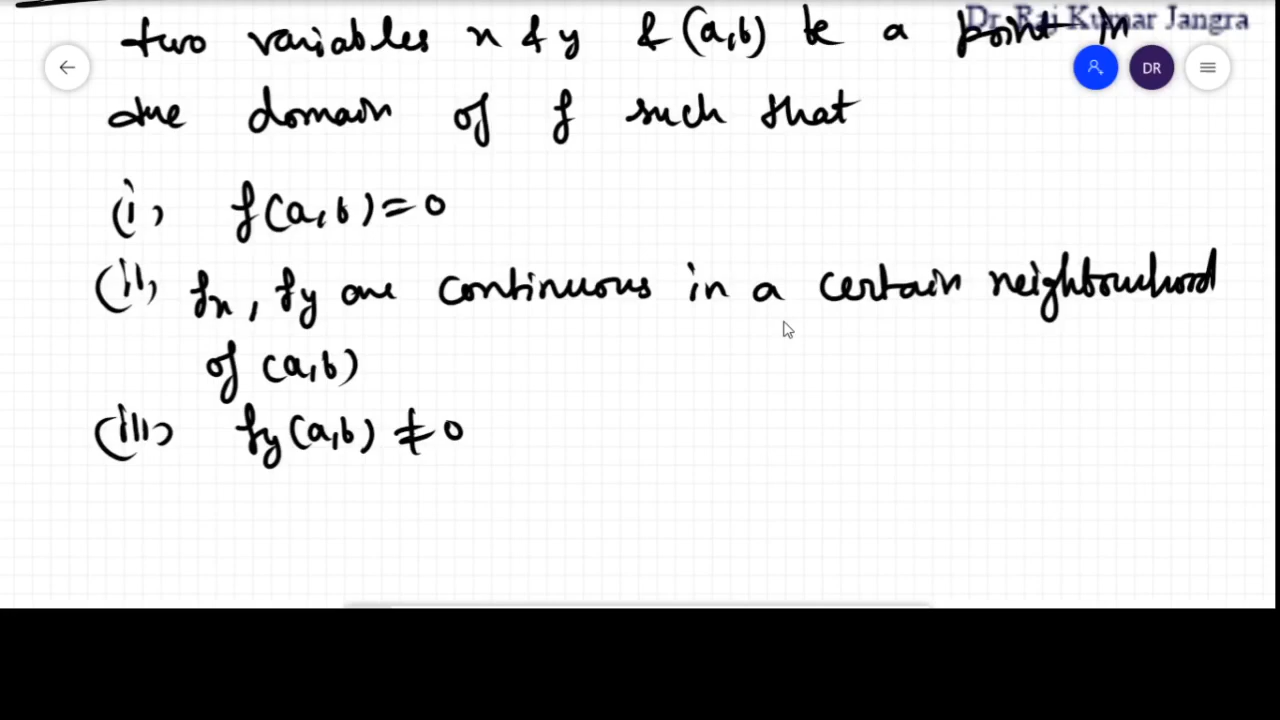 Dr. Raj Kumar Jangra
two variables x & y & (a,b) be a point in
DR
the domain of f such that
(i) f(a,b)=0
(ii) fx, fy are continuous in a certain neighbourhood
of (a,b)
(iii) fy(a,b) ≠ 0